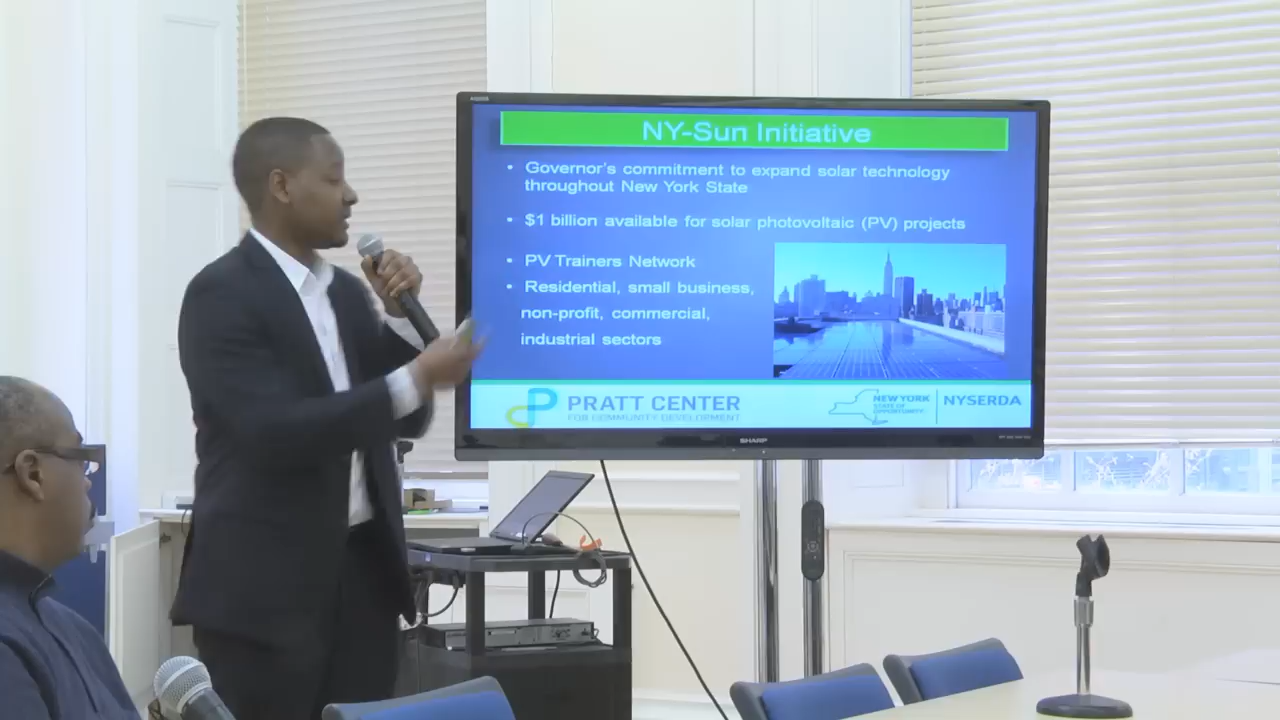 NY-Sun Initiative
• Governor's commitment to expand solar technology
throughout New York State
• $1 billion available for solar photovoltaic (PV) projects
• PV Trainers Network
• Residential, small business,
non-profit, commercial,
industrial sectors
PRATT CENTER
FOR COMMUNITY DEVELOPMENT
NEW YORK
STATE OF
OPPORTUNITY
NYSERDA
SHARP